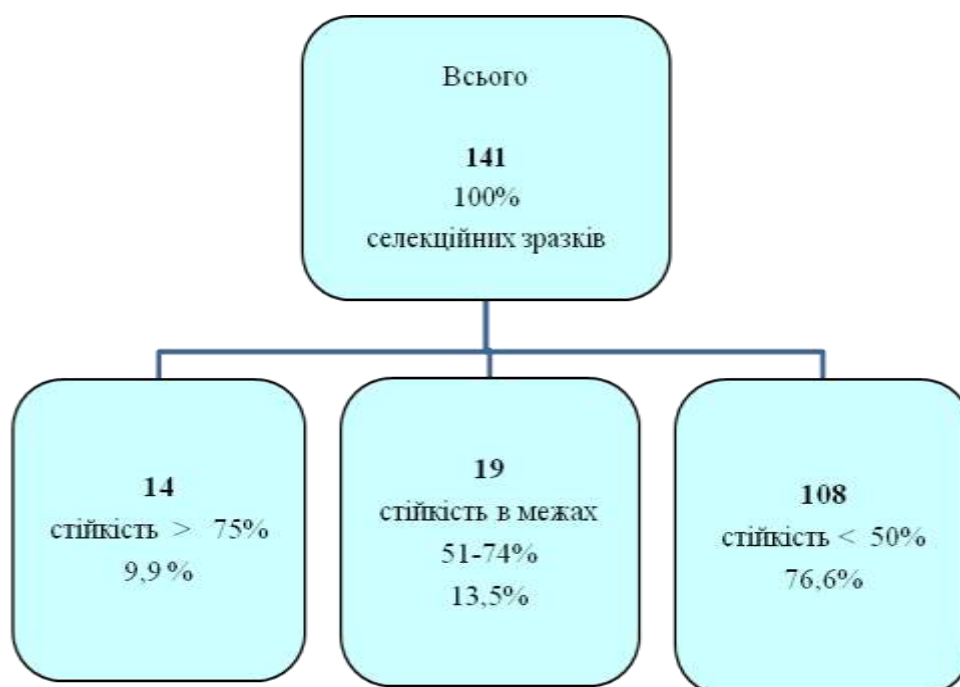 Всього
141
100%
селекційних зразків
14
стійкість > 75%
9,9 %
19
стійкість в межах
51-74%
13,5%
108
стійкість < 50%
76,6%